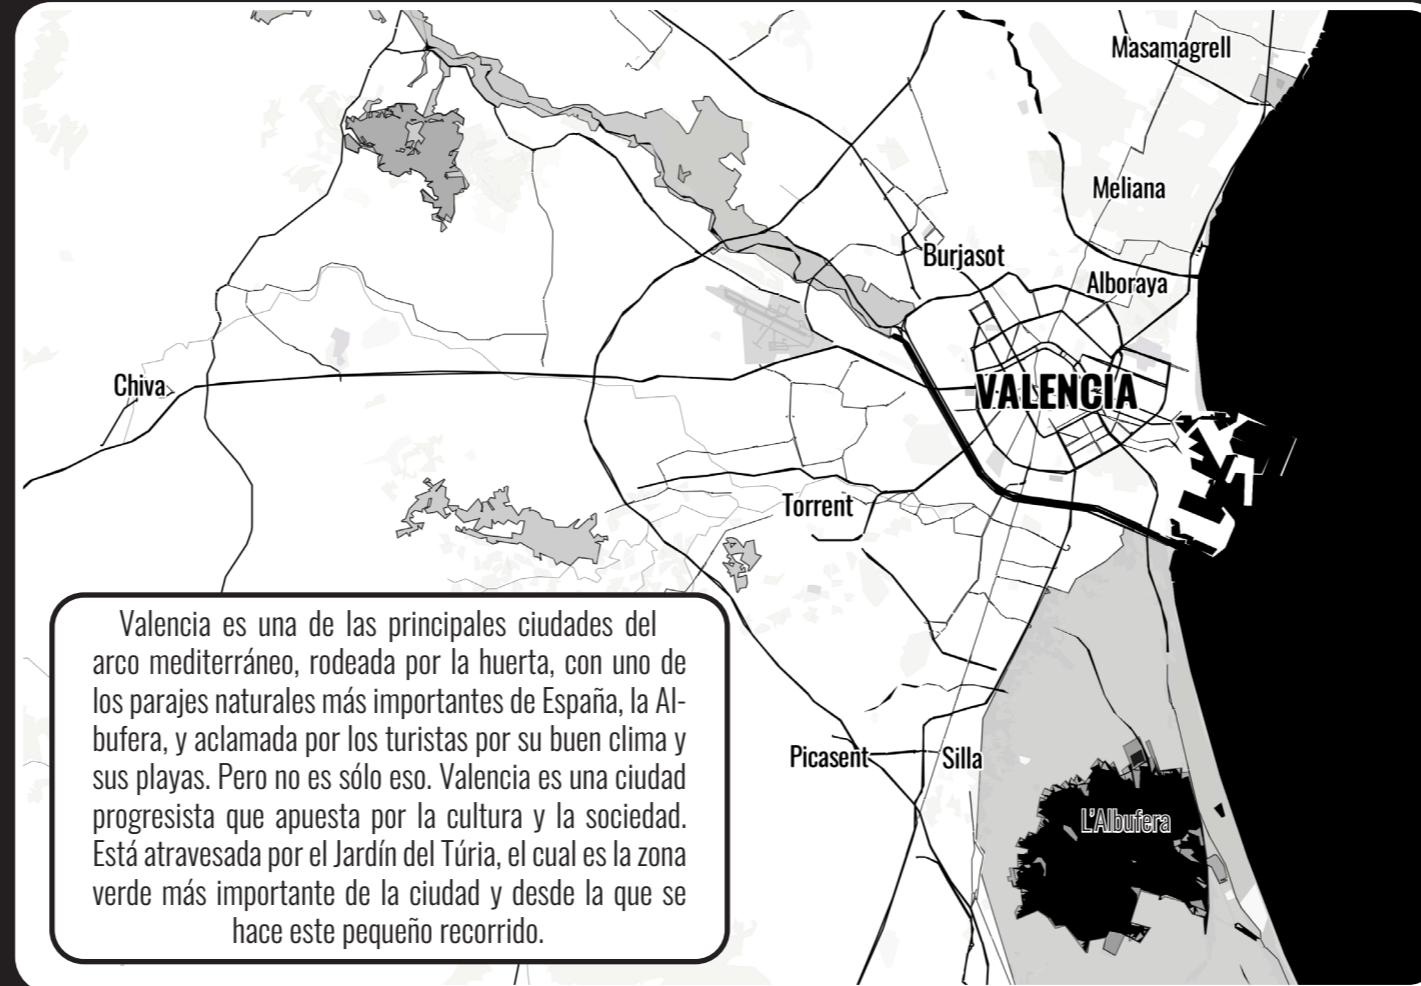 Masamagrell
Meliana
Burjasot
Alboraya
Chiva
VALENCIA
Torrent
Picasent
Silla
L'Albufera
Valencia es una de las principales ciudades del
arco mediterráneo, rodeada por la huerta, con uno de
los parajes naturales más importantes de España, la Al-
bufera, y aclamada por los turistas por su buen clima y
sus playas. Pero no es sólo eso. Valencia es una ciudad
progresista que apuesta por la cultura y la sociedad.
Está atravesada por el Jardín del Túria, el cual es la zona
verde más importante de la ciudad y desde la que se
hace este pequeño recorrido.